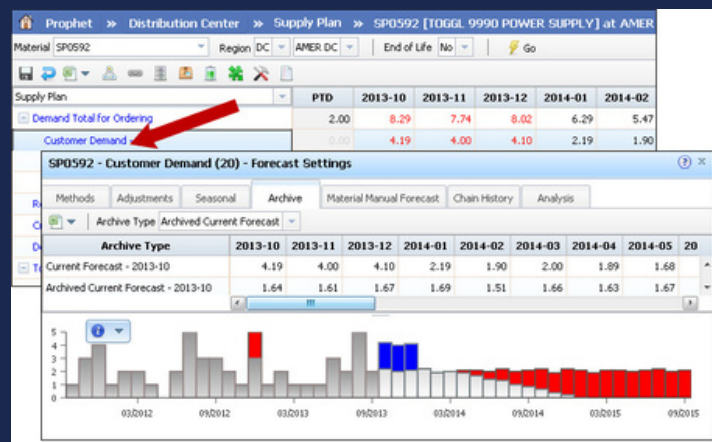 Prophet » Distribution Center » Supply Plan » SP0592 [TOGGL 9990 POWER SUPPLY] at AMER
Material SP0592 Region DC AMER DC End of Life No Go
Supply Plan PTD 2013-10 2013-11 2013-12 2014-01 2014-02
Demand Total for Ordering 2.00 8.29 7.74 8.02 6.29 5.47
Customer Demand 0.00 4.19 4.00 4.10 2.19 1.90
SP0592 - Customer Demand (20) - Forecast Settings
Methods Adjustments Seasonal Archive Material Manual Forecast Chain History Analysis
Archive Type Archived Current Forecast
Archive Type 2013-10 2013-11 2013-12 2014-01 2014-02 2014-03 2014-04 2014-05 20
Current Forecast - 2013-10 4.19 4.00 4.10 2.19 1.90 2.00 1.89 1.68
Archived Current Forecast - 2013-10 1.64 1.61 1.67 1.69 1.51 1.66 1.63 1.67
5
4
3
2
1
0
03/2012 09/2012 03/2013 09/2013 03/2014 09/2014 03/2015 09/2015